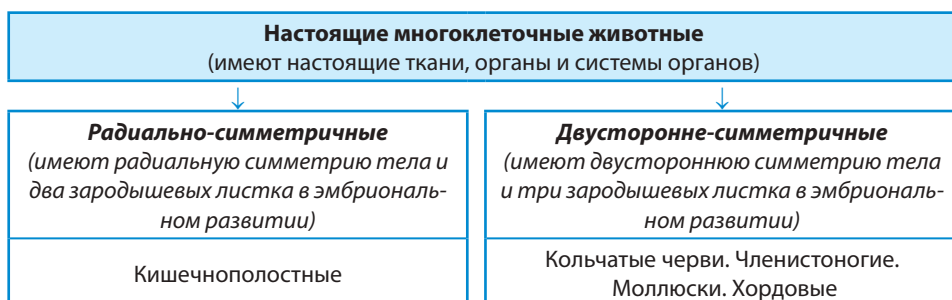 Настоящие многоклеточные животные
(имеют настоящие ткани, органы и системы органов)
Радиально-симметричные
(имеют радиальную симметрию тела и
два зародышевых листка в эмбриональ-
ном развитии)
Кишечнополостные
Двусторонне-симметричные
(имеют двустороннюю симметрию тела
и три зародышевых листка в эмбриональ-
ном развитии)
Кольчатые черви. Членистоногие.
Моллюски. Хордовые